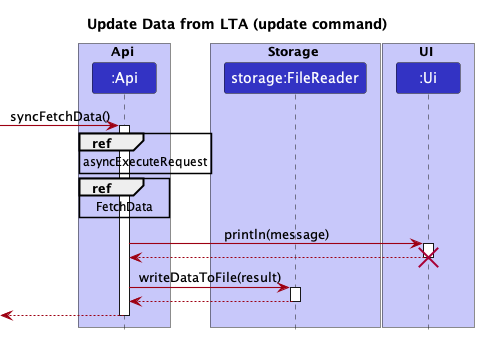 Update Data from LTA (update command)
Api
Storage
UI
:Api
storage:FileReader
:Ui
syncFetchData()
ref
asyncExecuteRequest
ref
FetchData
println(message)
writeDataToFile(result)